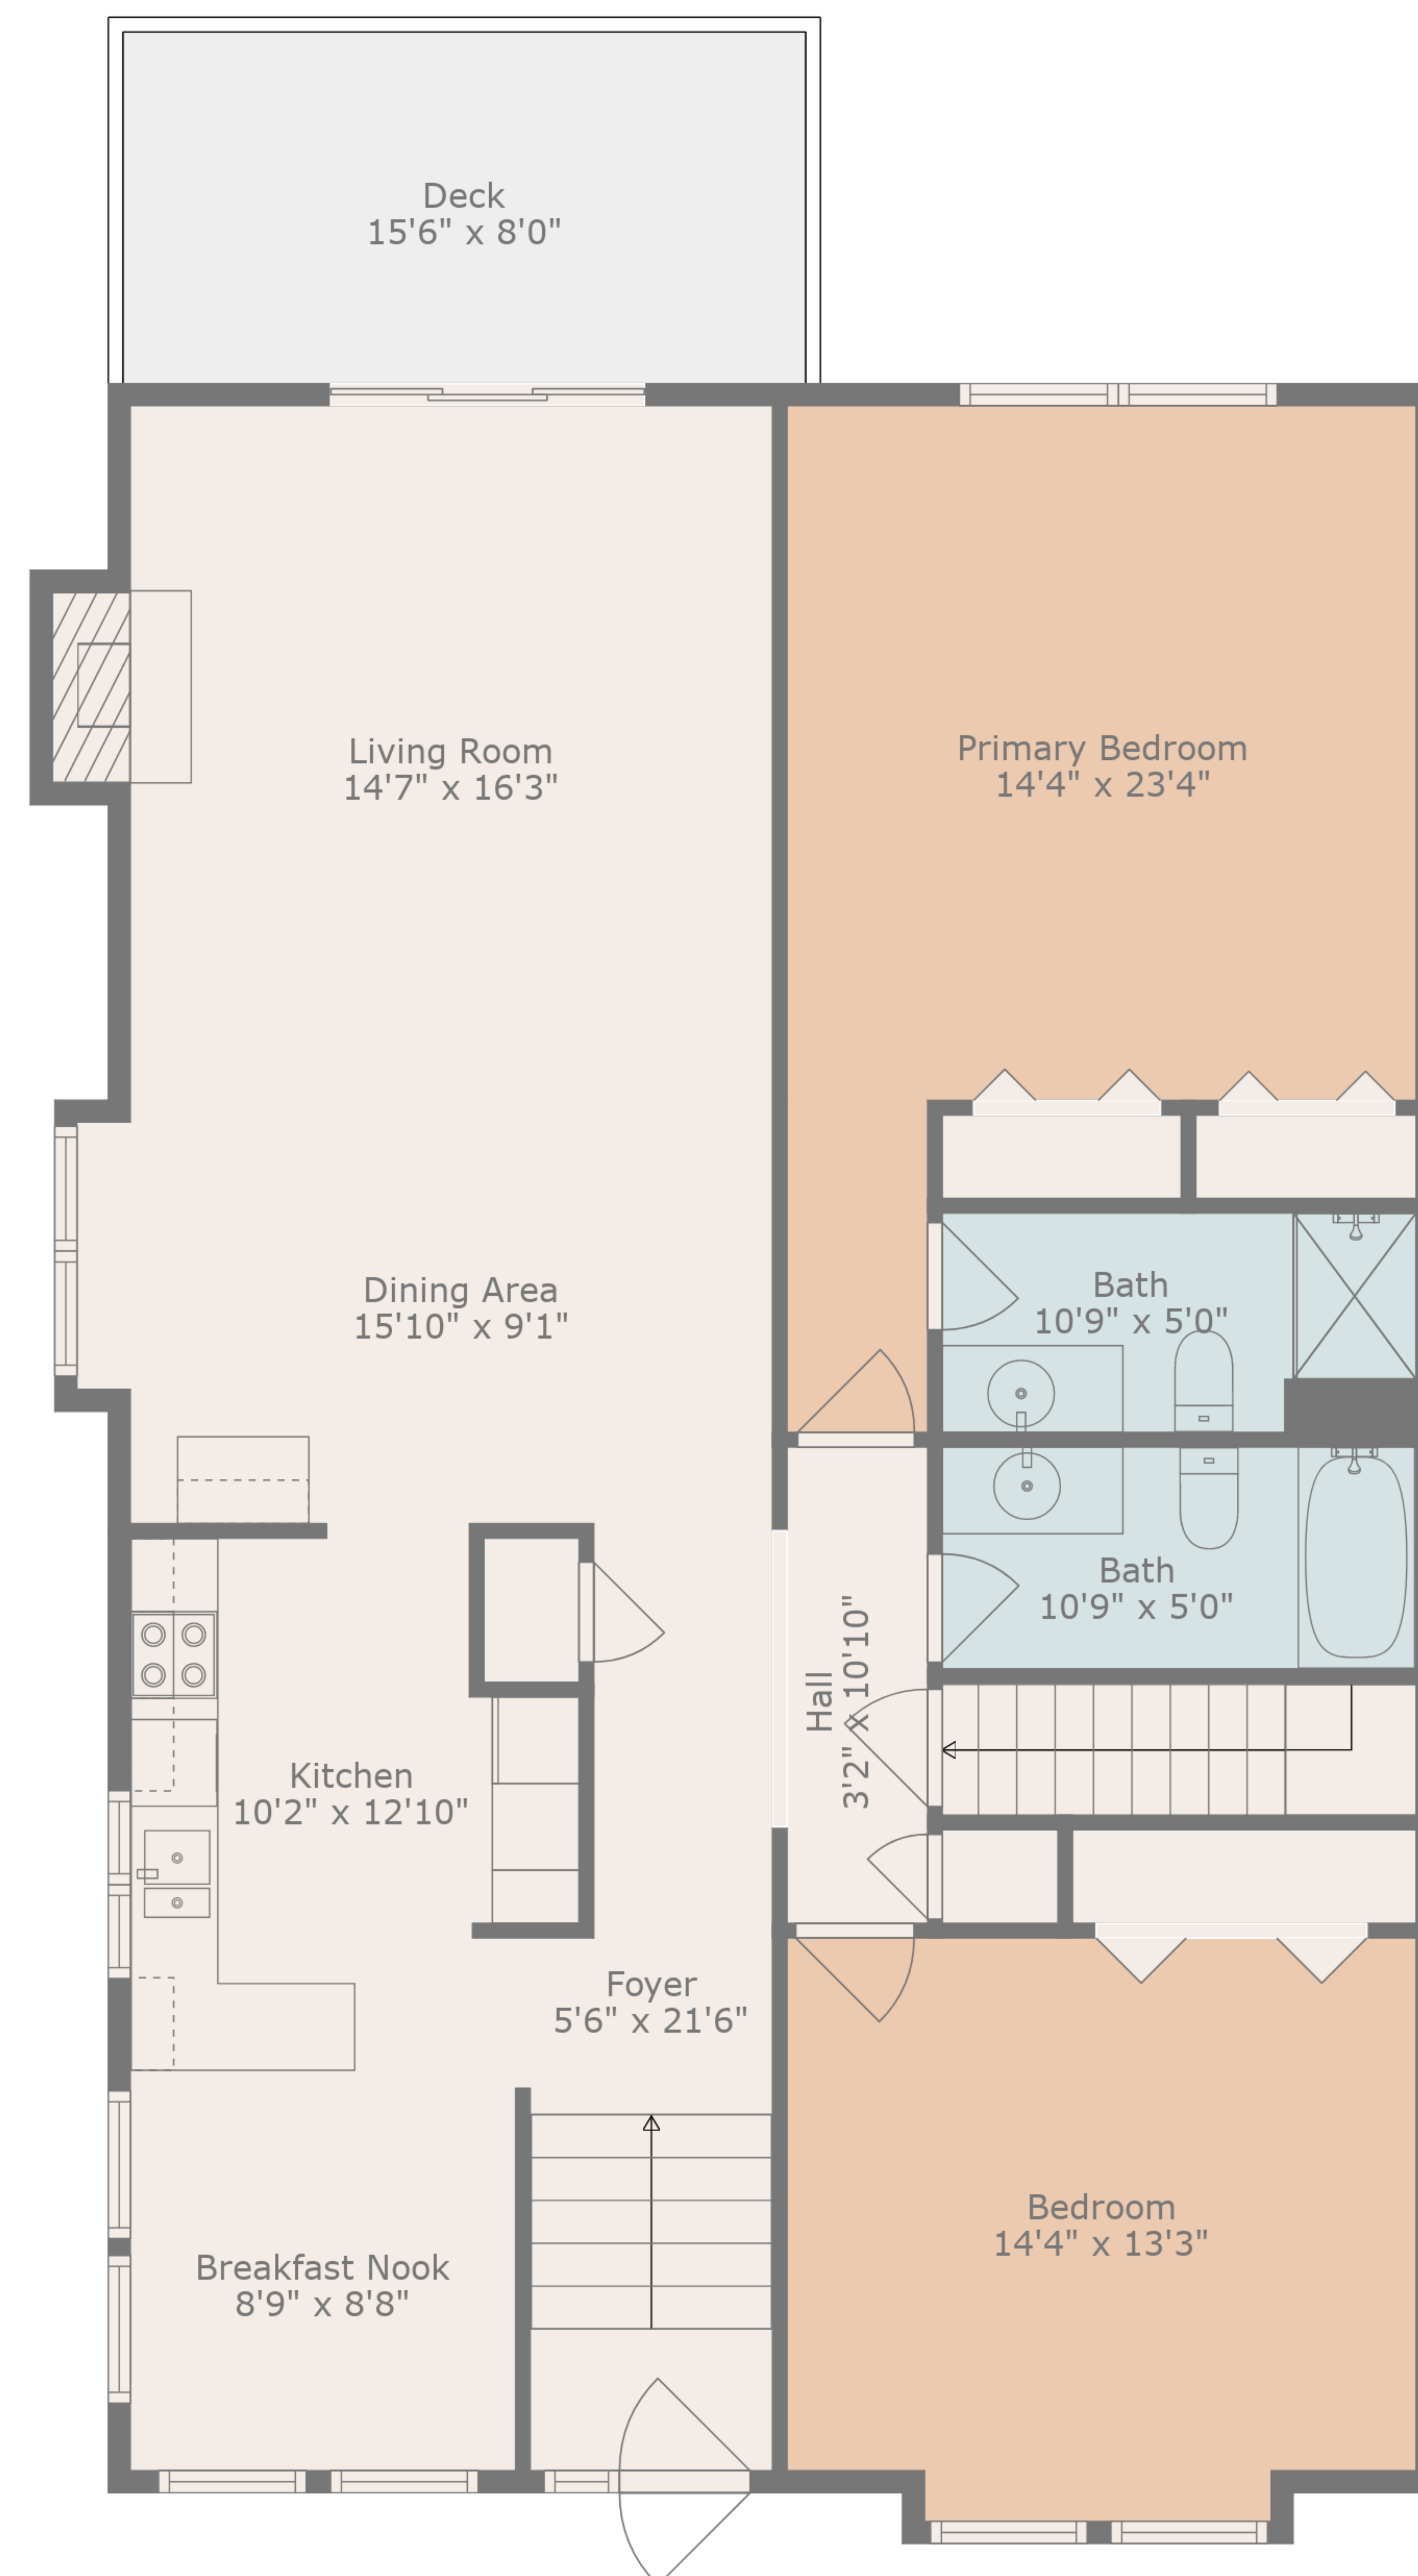 Deck
15'6" x 8'0"
Living Room
14'7" x 16'3"
Primary Bedroom
14'4" x 23'4"
Dining Area
15'10" x 9'1"
Bath
10'9" x 5'0"
Bath
10'9" x 5'0"
Hall
3'2" x 10'10"
Kitchen
10'2" x 12'10"
Foyer
5'6" x 21'6"
Bedroom
14'4" x 13'3"
Breakfast Nook
8'9" x 8'8"